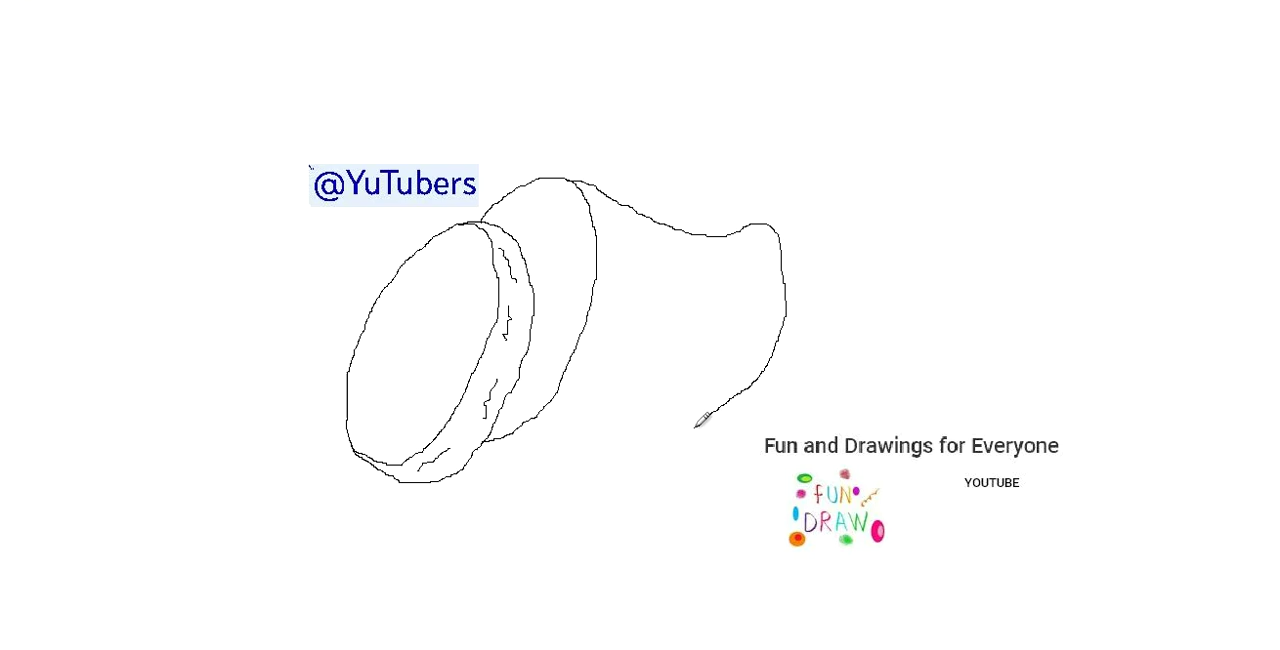 @YuTubers
Fun and Drawings for Everyone
YOUTUBE
fUN
DRAW